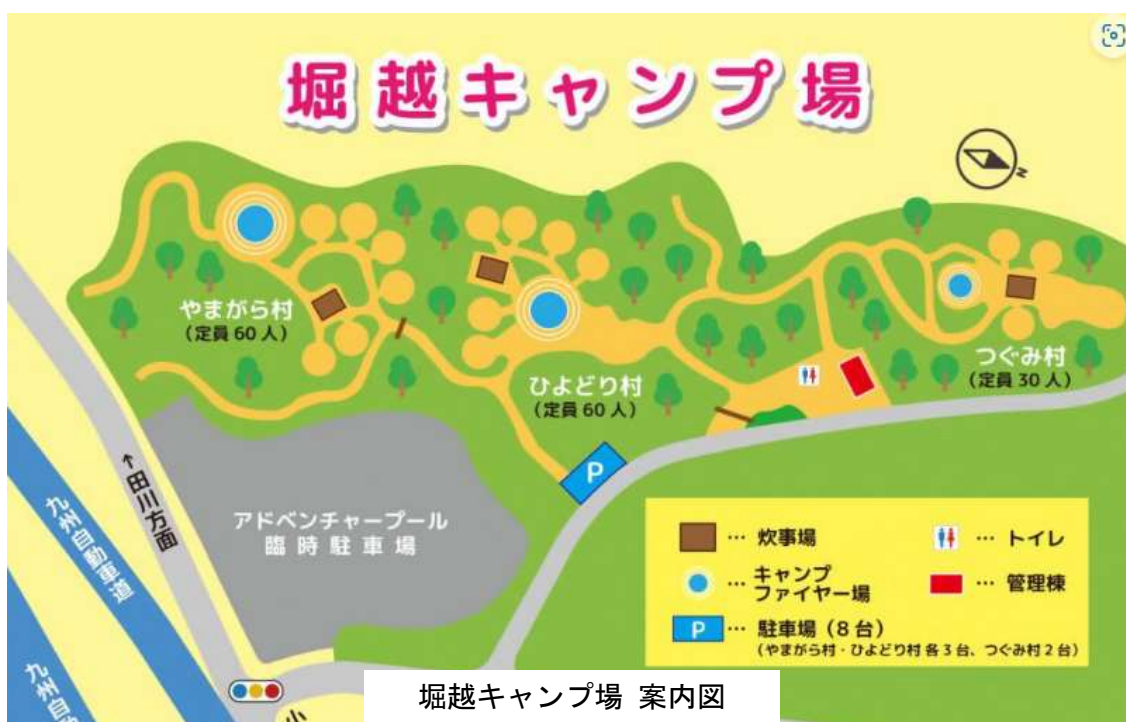 堀越キャンプ場
N
やまがら村
(定員60人)
ひよどり村
(定員60人)
つぐみ村
(定員30人)
↑田川方面
九州自動車道
アドベンチャープール
臨時駐車場
P
… 炊事場
… トイレ
… キャンプ
ファイヤー場
… 管理棟
P … 駐車場(8台)
(やまがら村・ひよどり村 各3台、つぐみ村2台)
九州自
小
堀越キャンプ場 案内図